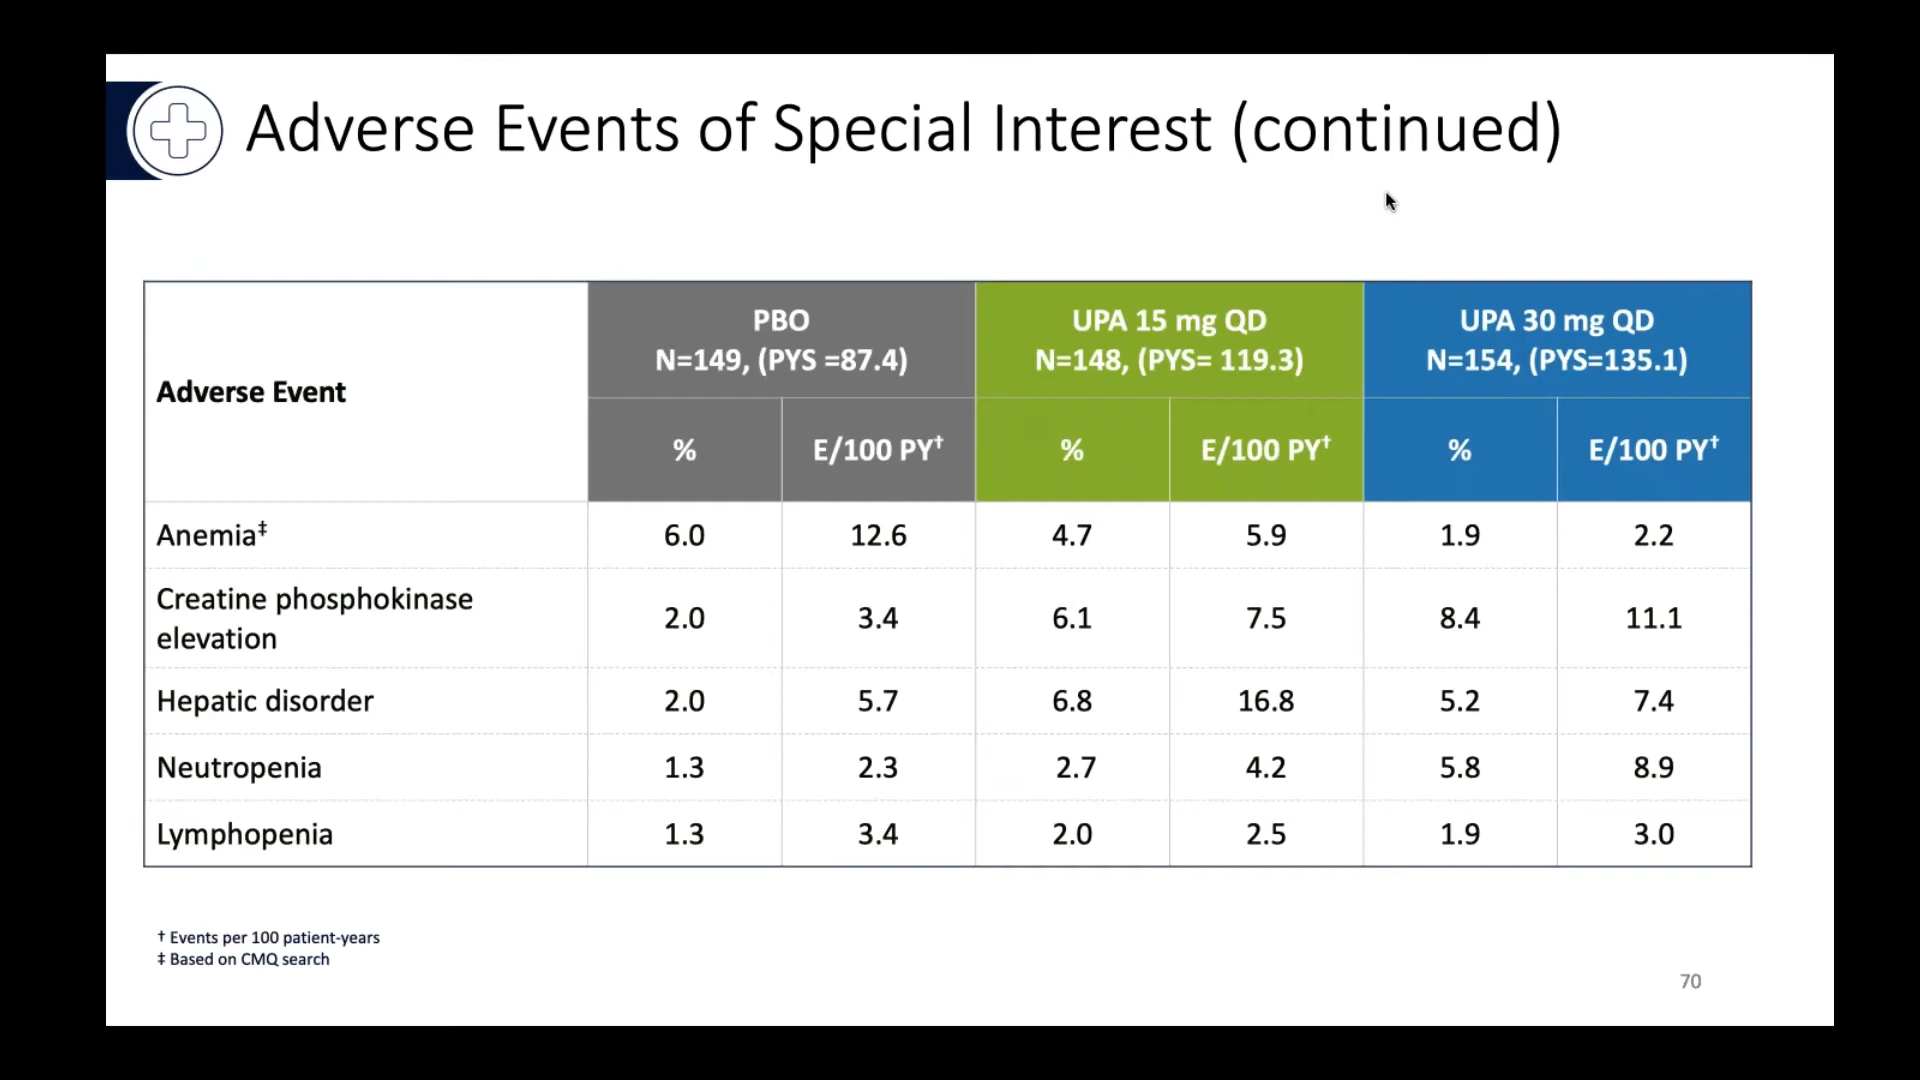 Adverse Events of Special Interest (continued)
Adverse Event
PBO
N=149, (PYS =87.4)
UPA 15 mg QD
N=148, (PYS= 119.3)
UPA 30 mg QD
N=154, (PYS=135.1)
% E/100 PY† % E/100 PY† % E/100 PY†
Anemia‡ 6.0 12.6 4.7 5.9 1.9 2.2
Creatine phosphokinase
elevation 2.0 3.4 6.1 7.5 8.4 11.1
Hepatic disorder 2.0 5.7 6.8 16.8 5.2 7.4
Neutropenia 1.3 2.3 2.7 4.2 5.8 8.9
Lymphopenia 1.3 3.4 2.0 2.5 1.9 3.0
† Events per 100 patient-years
‡ Based on CMQ search
70